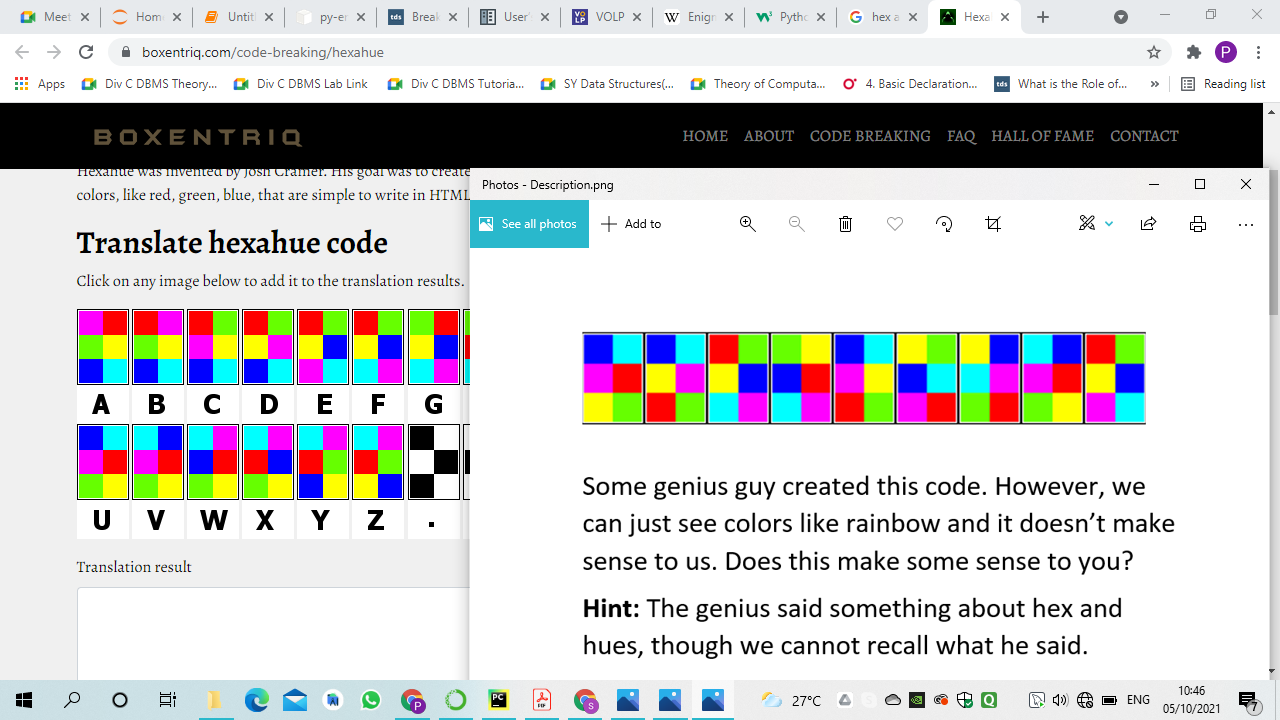 Meet
Hom
Untitl
py-er
Break
User'
VOLP
Enigr
Pytho
hex a
Hexa
boxentriq.com/code-breaking/hexahue
Apps Div C DBMS Theory... Div C DBMS Lab Link Div C DBMS Tutoria... SY Data Structures(... Theory of Computa... 4. Basic Declaration... What is the Role of... » Reading list
BOXENTRIQ HOME ABOUT CODE BREAKING FAQ HALL OF FAME CONTACT
Hexahue was invented by Josh Cramer. His goal was to create
colors, like red, green, blue, that are simple to write in HTML
Translate hexahue code
Click on any image below to add it to the translation results.
A B C D E F G
U V W X Y Z .
Translation result
Photos - Description.png
See all photos Add to
Some genius guy created this code. However, we
can just see colors like rainbow and it doesn’t make
sense to us. Does this make some sense to you?
Hint: The genius said something about hex and
hues, though we cannot recall what he said.
27°C ENG 10:46
05/10/2021